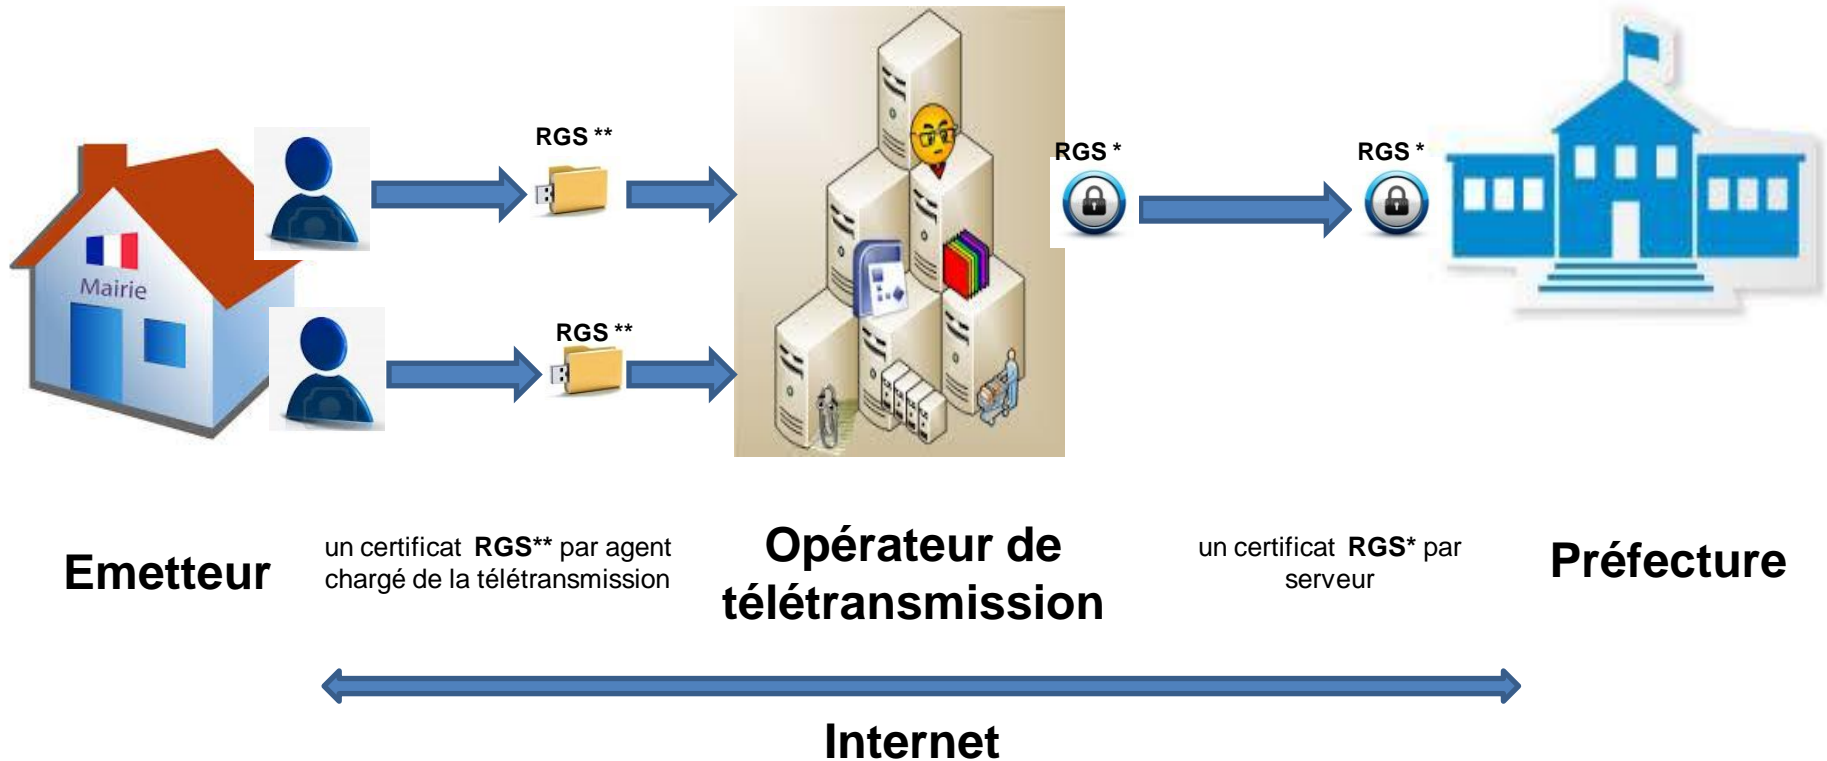 RGS **
RGS *
RGS *
Mairie
RGS **
Emetteur
un certificat RGS** par agent
chargé de la télétransmission
Opérateur de
télétransmission
un certificat RGS* par
serveur
Préfecture
Internet